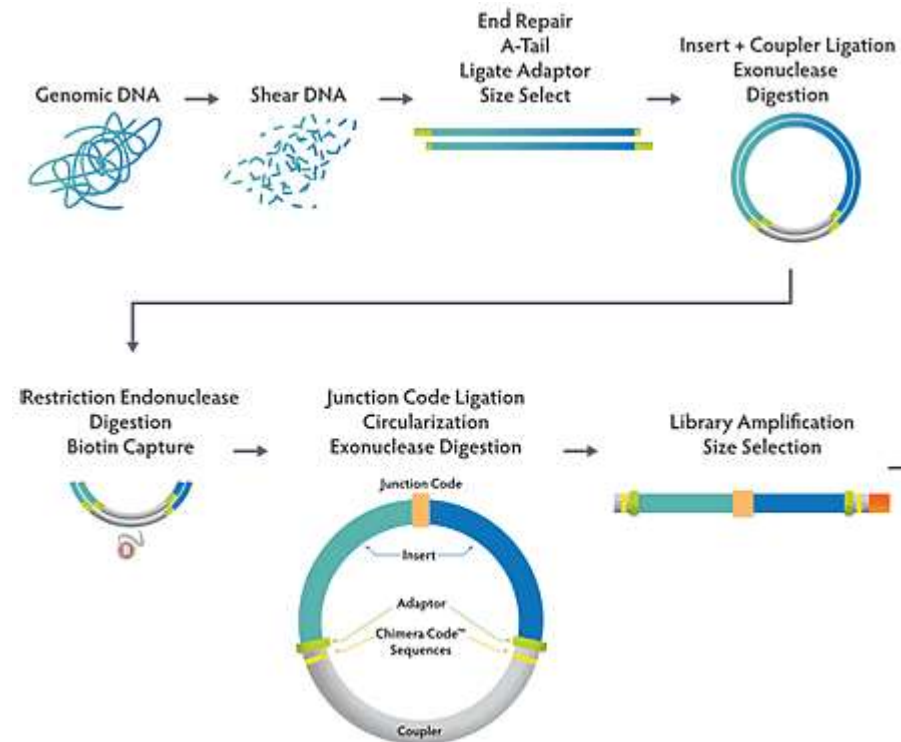 Genomic DNA
Shear DNA
End Repair
A-Tail
Ligate Adaptor
Size Select
Insert + Coupler Ligation
Exonuclease
Digestion
Restriction Endonuclease
Digestion
Biotin Capture
Junction Code Ligation
Circularization
Exonuclease Digestion
Junction Code
Insert
Adaptor
Chimera Code™
Sequences
Coupler
Library Amplification
Size Selection